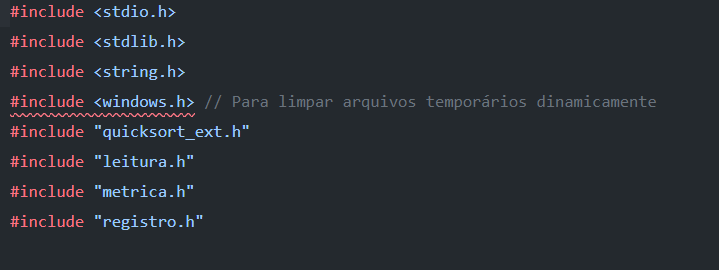 #include <stdio.h>
#include <stdlib.h>
#include <string.h>
#include <windows.h> // Para limpar arquivos temporários dinamicamente
#include "quicksort_ext.h"
#include "leitura.h"
#include "metrica.h"
#include "registro.h"